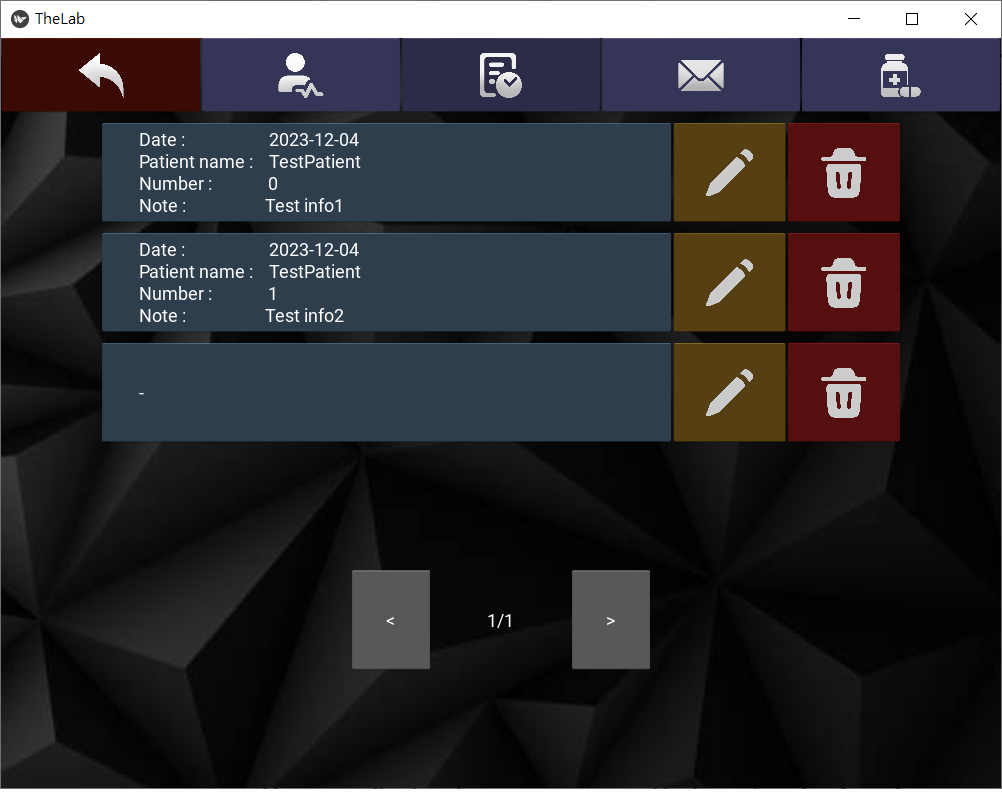 TheLab
Date : 2023-12-04
Patient name : TestPatient
Number : 0
Note : Test info1
Date : 2023-12-04
Patient name : TestPatient
Number : 1
Note : Test info2
-
< 1/1 >